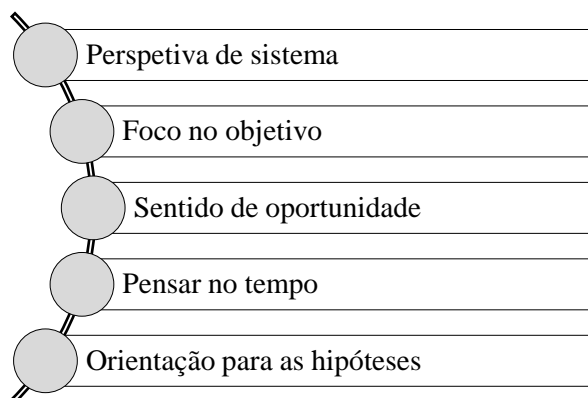 Perspetiva de sistema
Foco no objetivo
Sentido de oportunidade
Pensar no tempo
Orientação para as hipóteses